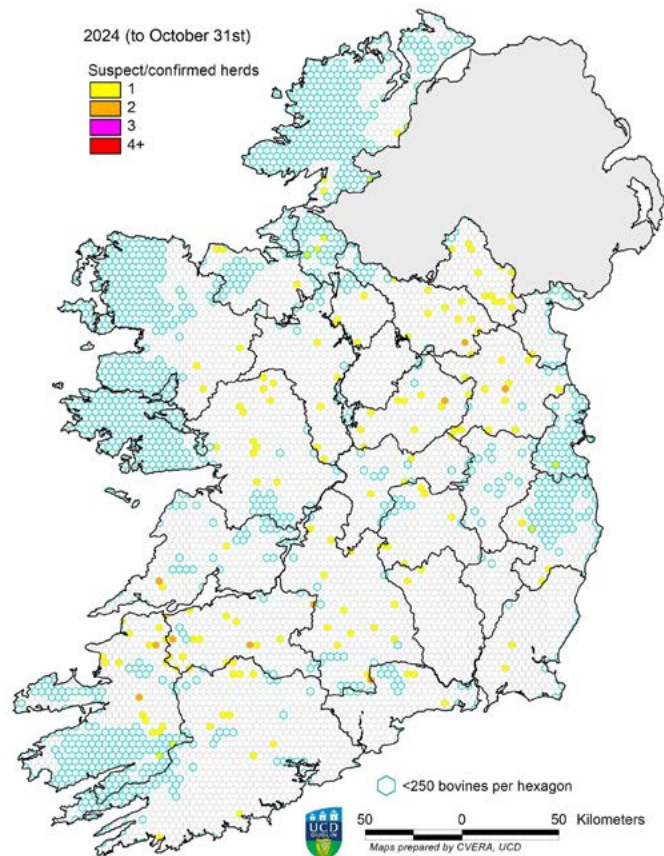 2024 (to October 31st)
Suspect/confirmed herds
1
2
3
4+
<250 bovines per hexagon
UCD
DUBLIN
50 0 50 Kilometers
Maps prepared by CVERA, UCD